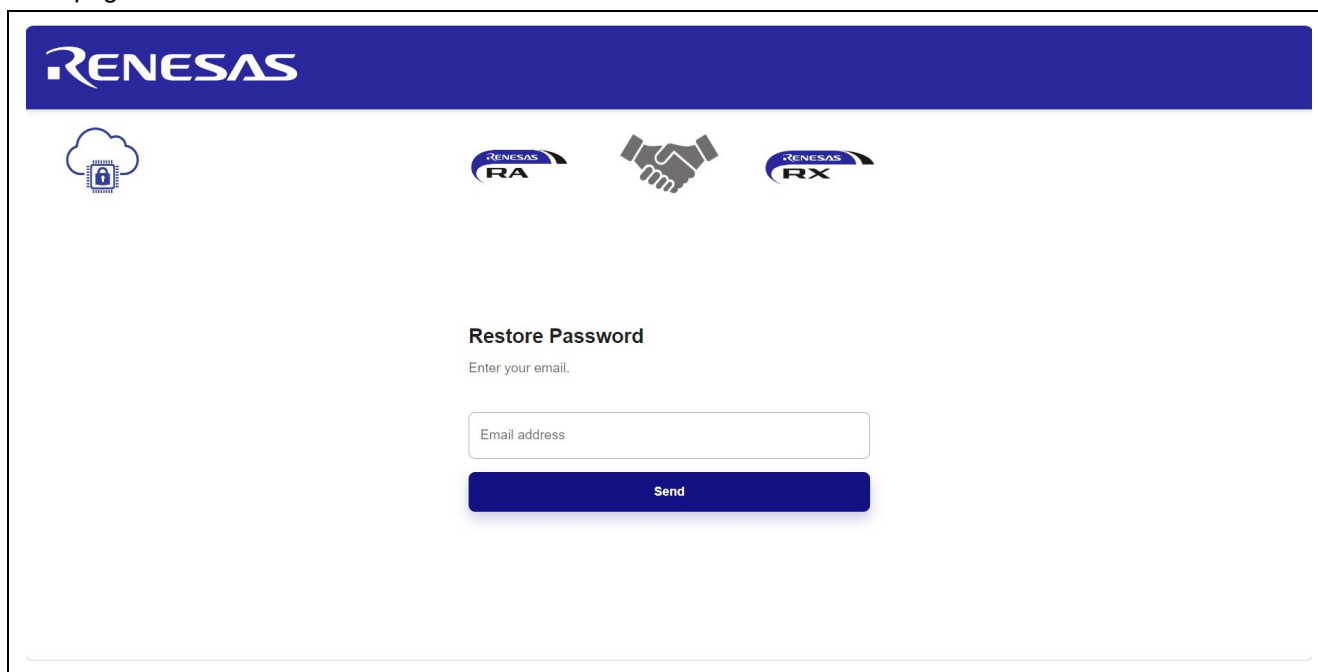 RENESAS
RENESAS
RA
RENESAS
RX
Restore Password
Enter your email.
Email address
Send